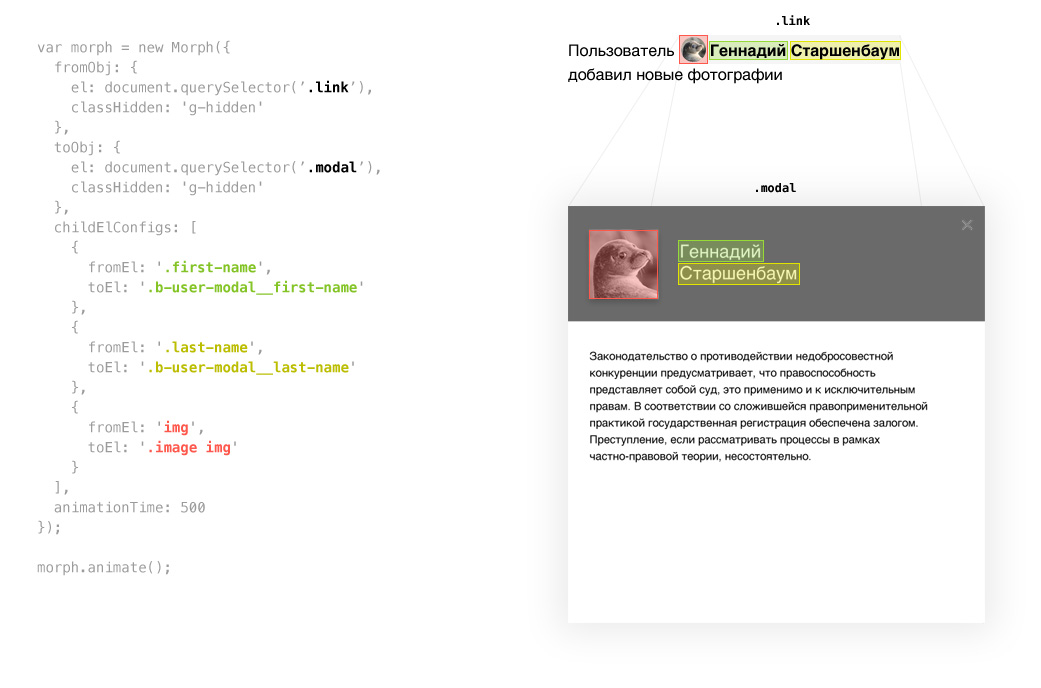 var morph = new Morph({
fromObj: {
el: document.querySelector(’.link’),
classHidden: 'g-hidden'
},
toObj: {
el: document.querySelector(’.modal’),
classHidden: 'g-hidden'
},
childElConfigs: [
{
fromEl: '.first-name',
toEl: '.b-user-modal__first-name'
},
{
fromEl: '.last-name',
toEl: '.b-user-modal__last-name'
},
{
fromEl: 'img',
toEl: '.image img'
}
],
animationTime: 500
});
morph.animate();
.link
Пользователь Геннадий Старшенбаум
добавил новые фотографии
.modal
×
Геннадий
Старшенбаум
Законодательство о противодействии недобросовестной
конкуренции предусматривает, что правоспособность
представляет собой суд, это применимо и к исключительным
правам. В соответствии со сложившейся правоприменительной
практикой государственная регистрация обеспечена залогом.
Преступление, если рассматривать процессы в рамках
частно-правовой теории, несостоятельно.